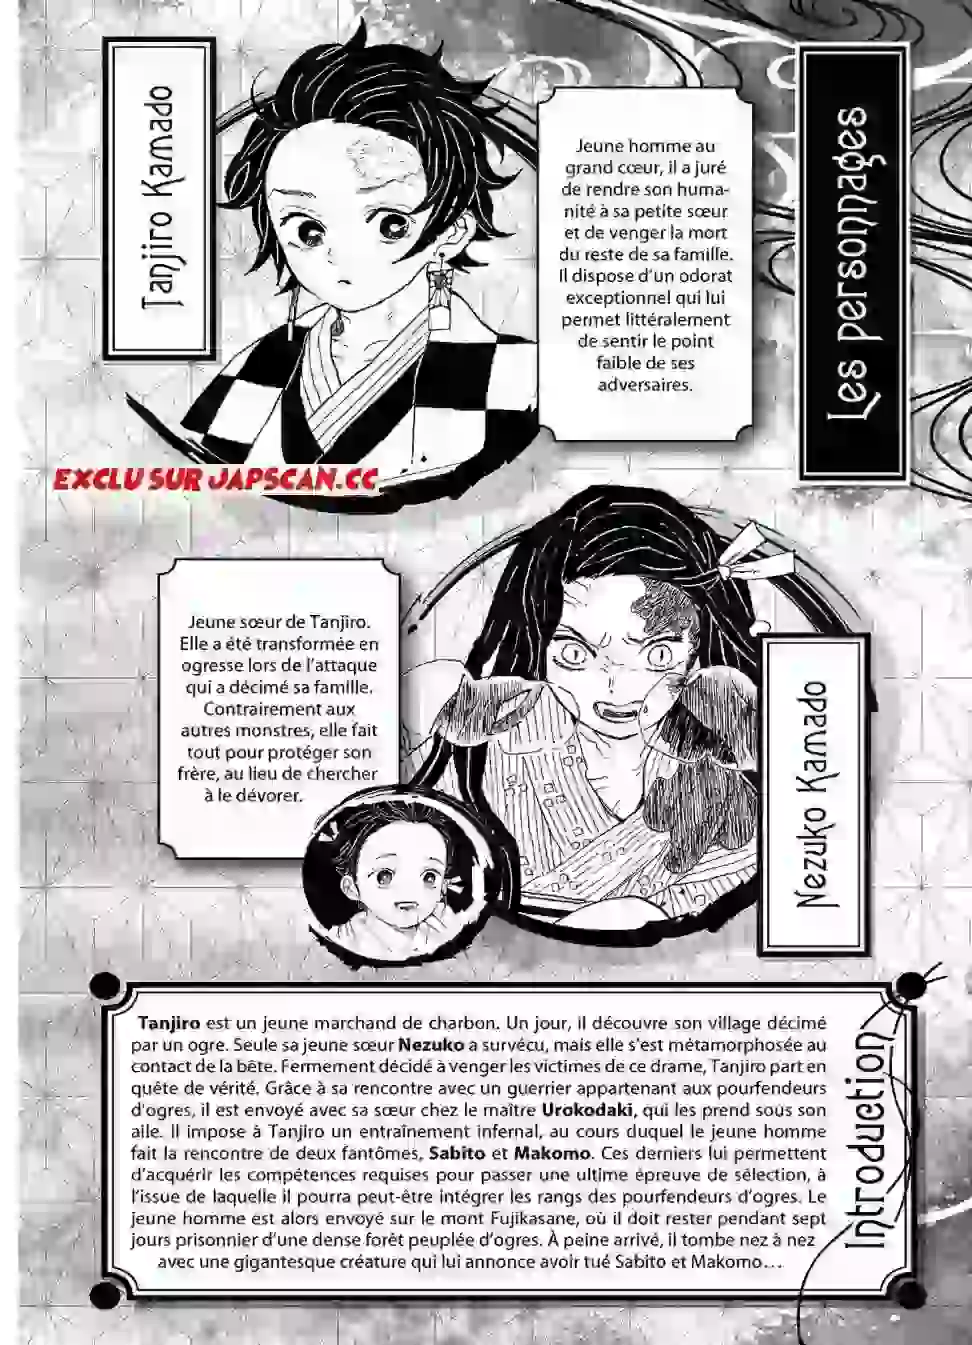 Les personnages
Tanjiro Kamado
Jeune homme au
grand cœur, il a juré
de rendre son huma-
nité à sa petite sœur
et de venger la mort
du reste de sa famille.
Il dispose d'un odorat
exceptionnel qui lui
permet littéralement
de sentir le point
faible de ses
adversaires.
EXCLU SUR JAPSCAN.CC
Jeune sœur de Tanjiro.
Elle a été transformée en
ogresse lors de l'attaque
qui a décimé sa famille.
Contrairement aux
autres monstres, elle fait
tout pour protéger son
frère, au lieu de chercher
à le dévorer.
Nezuko Kamado
Introduction
Tanjiro est un jeune marchand de charbon. Un jour, il découvre son village décimé
par un ogre. Seule sa jeune sœur Nezuko a survécu, mais elle s'est métamorphosée au
contact de la bête. Fermement décidé à venger les victimes de ce drame, Tanjiro part en
quête de vérité. Grâce à sa rencontre avec un guerrier appartenant aux pourfendeurs
d'ogres, il est envoyé avec sa sœur chez le maître Urokodaki, qui les prend sous son
aile. Il impose à Tanjiro un entraînement infernal, au cours duquel le jeune homme
fait la rencontre de deux fantômes, Sabito et Makomo. Ces derniers lui permettent
d'acquérir les compétences requises pour passer une ultime épreuve de sélection, à
l'issue de laquelle il pourra peut-être intégrer les rangs des pourfendeurs d'ogres. Le
jeune homme est alors envoyé sur le mont Fujikasane, où il doit rester pendant sept
jours prisonnier d'une dense forêt peuplée d'ogres. À peine arrivé, il tombe nez à nez
avec une gigantesque créature qui lui annonce avoir tué Sabito et Makomo…